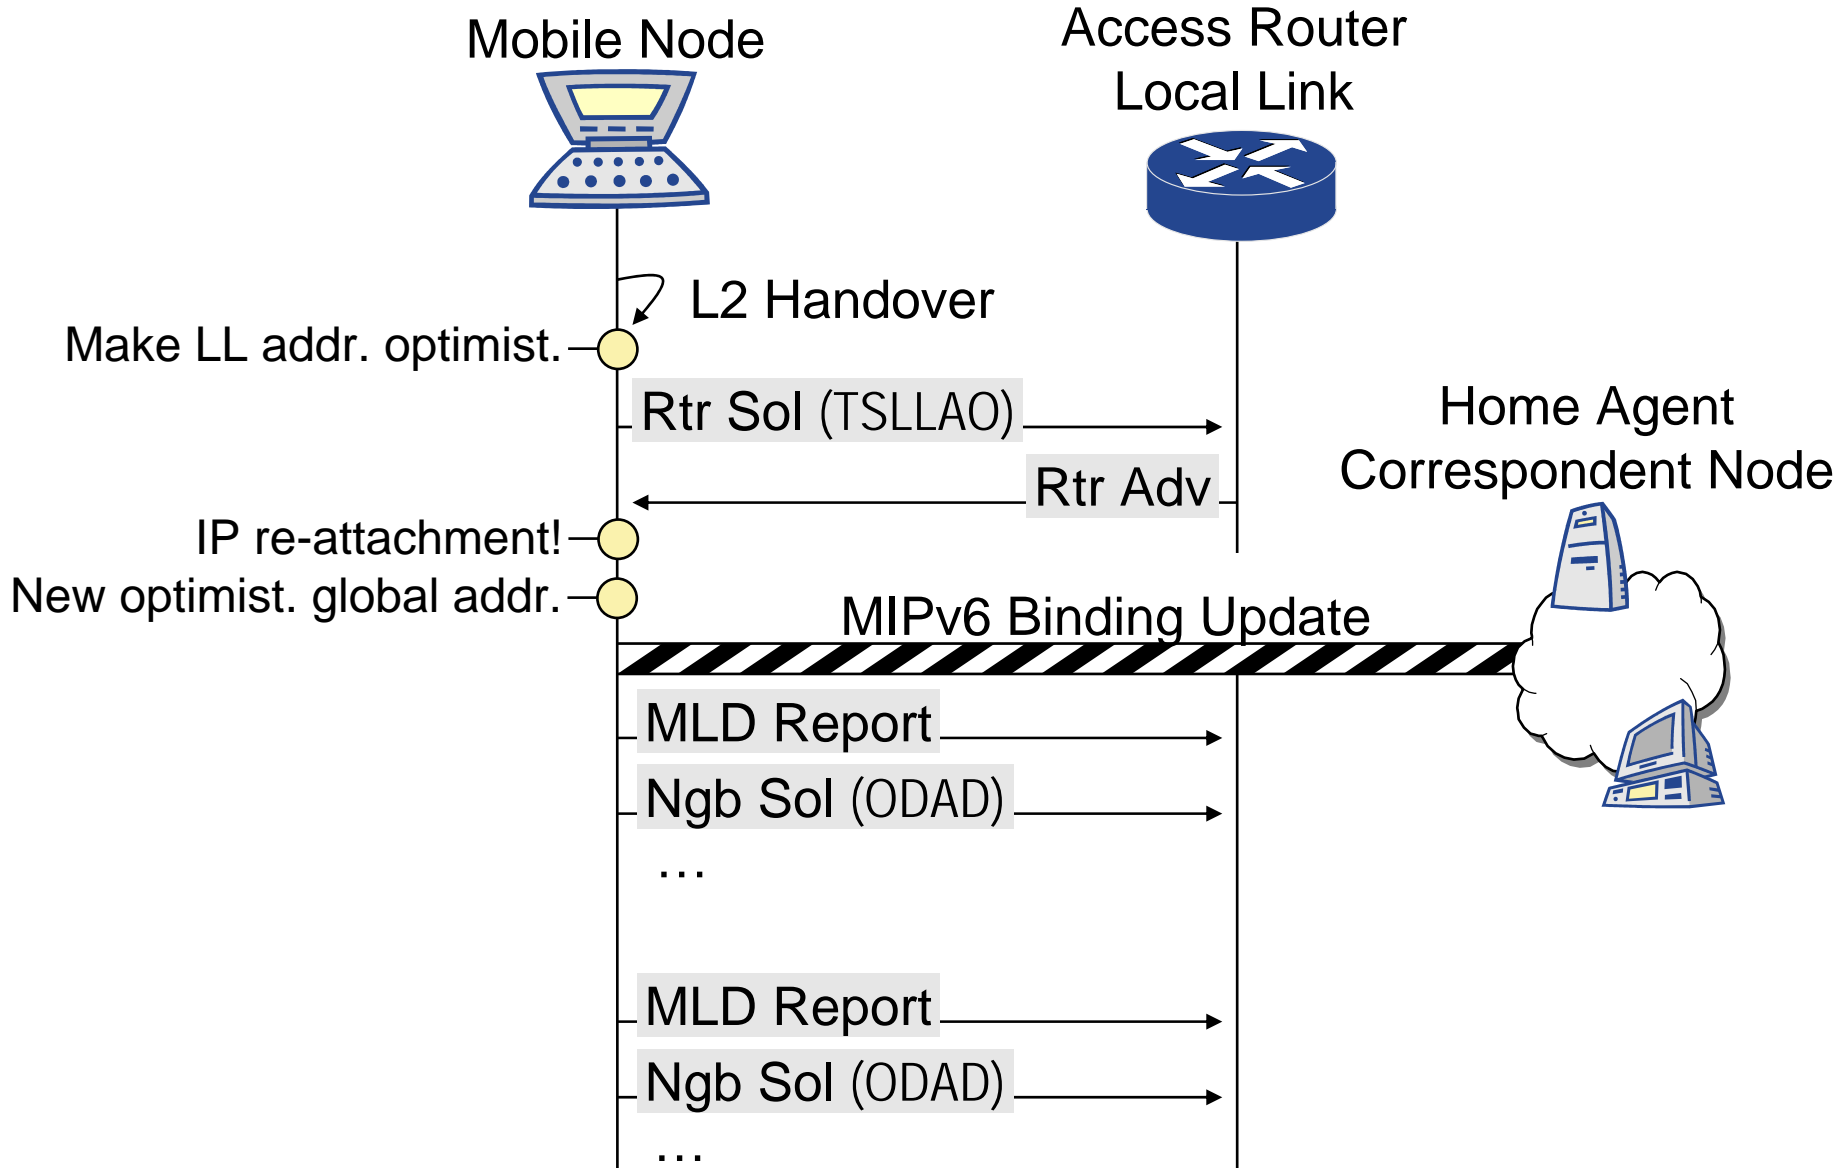 Mobile Node
Access Router
Local Link
L2 Handover
Make LL addr. optimist.
Rtr Sol (TSLLAO)
Home Agent
Correspondent Node
Rtr Adv
IP re-attachment!
New optimist. global addr.
MIPv6 Binding Update
MLD Report
Ngb Sol (ODAD)
…
MLD Report
Ngb Sol (ODAD)
…